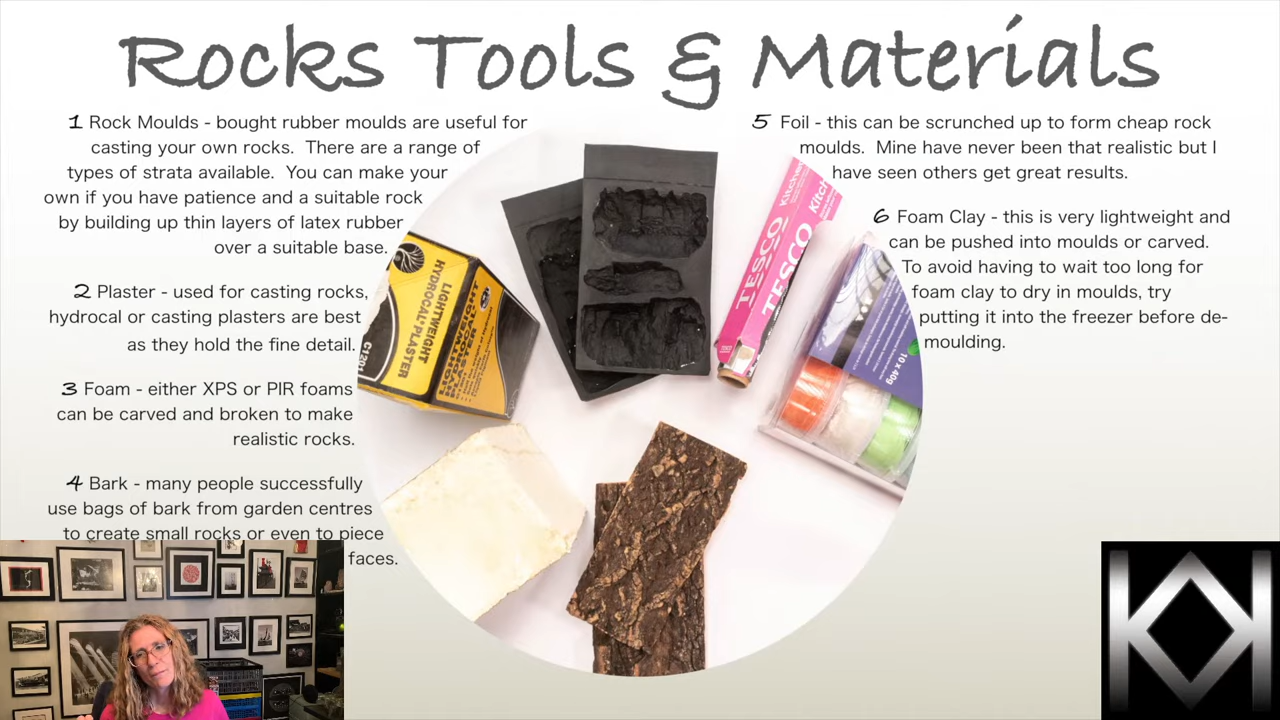 Rocks Tools & Materials
1 Rock Moulds - bought rubber moulds are useful for
casting your own rocks. There are a range of
types of strata available. You can make your
own if you have patience and a suitable rock
by building up thin layers of latex rubber
over a suitable base.
2 Plaster - used for casting rocks,
hydrocal or casting plasters are best
as they hold the fine detail.
3 Foam - either XPS or PIR foams
can be carved and broken to make
realistic rocks.
4 Bark - many people successfully
use bags of bark from garden centres
to create small rocks or even to piece
faces.
5 Foil - this can be scrunched up to form cheap rock
moulds. Mine have never been that realistic but I
have seen others get great results.
6 Foam Clay - this is very lightweight and
can be pushed into moulds or carved.
To avoid having to wait too long for
foam clay to dry in moulds, try
putting it into the freezer before de-
moulding.
LIGHTWEIGHT
HYDROCAL® PLASTER
C1201
TESCO
Kitchen
TESCO
Kitch
10 x 40g
KK